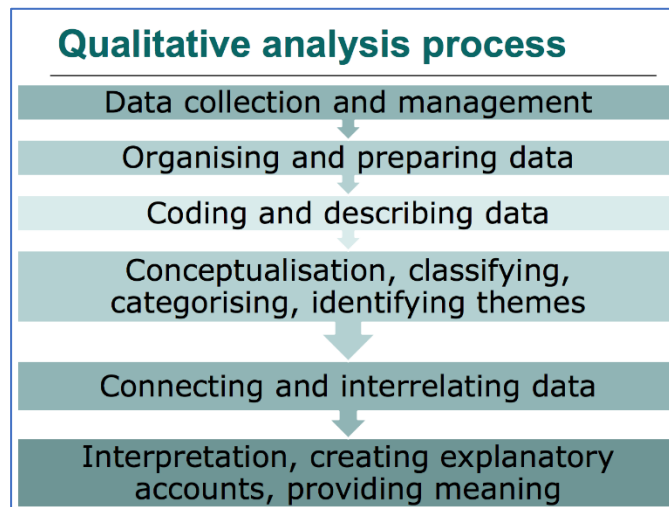 Qualitative analysis process
Data collection and management
Organising and preparing data
Coding and describing data
Conceptualisation, classifying,
categorising, identifying themes
Connecting and interrelating data
Interpretation, creating explanatory
accounts, providing meaning